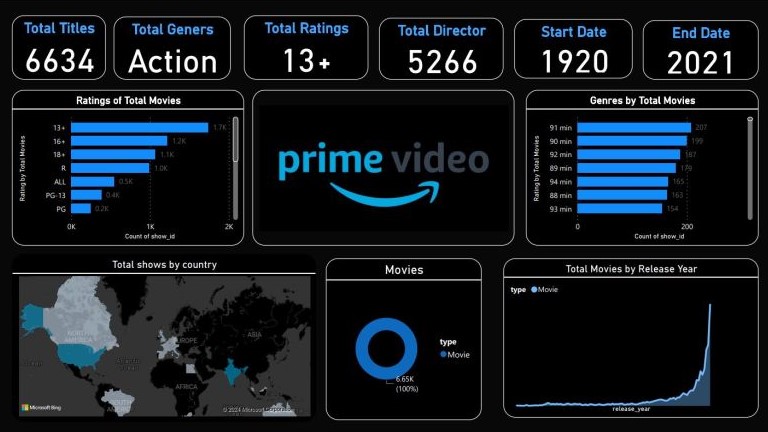 Total Titles
6634
Total Geners
Action
Total Ratings
13+
Total Director
5266
Start Date
1920
End Date
2021
Ratings of Total Movies
Rating by Total Movies
13+ 1.7K
16+ 1.2K
18+ 1.1K
R 1.0K
ALL 0.5K
PG-13 0.4K
PG 0.2K
0K 1K 2K
Count of show_id
prime video
Genres by Total Movies
Rating by Total Movies
91 min 207
90 min 199
92 min 187
89 min 179
94 min 165
88 min 163
93 min 154
0 200
Count of show_id
Total shows by country
NORTH
AMERICA
EUROPE
ASIA
AFRICA
SOUTH
Microsoft Bing
© 2024 Microsoft Corporation
Movies
type
Movie
6.65K
(100%)
Total Movies by Release Year
type Movie
release_year